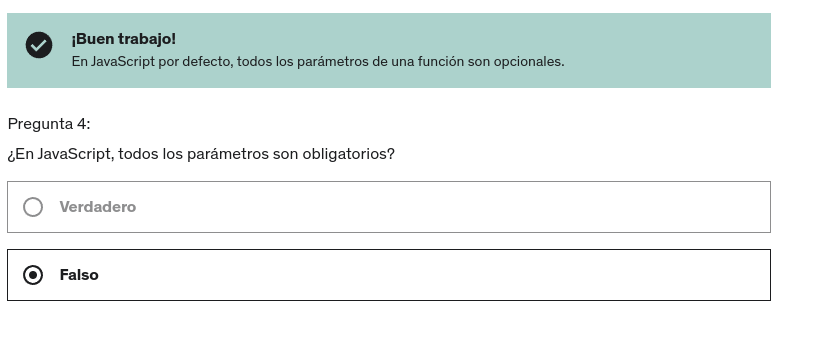 ¡Buen trabajo!
En JavaScript por defecto, todos los parámetros de una función son opcionales.
Pregunta 4:
¿En JavaScript, todos los parámetros son obligatorios?
Verdadero
Falso